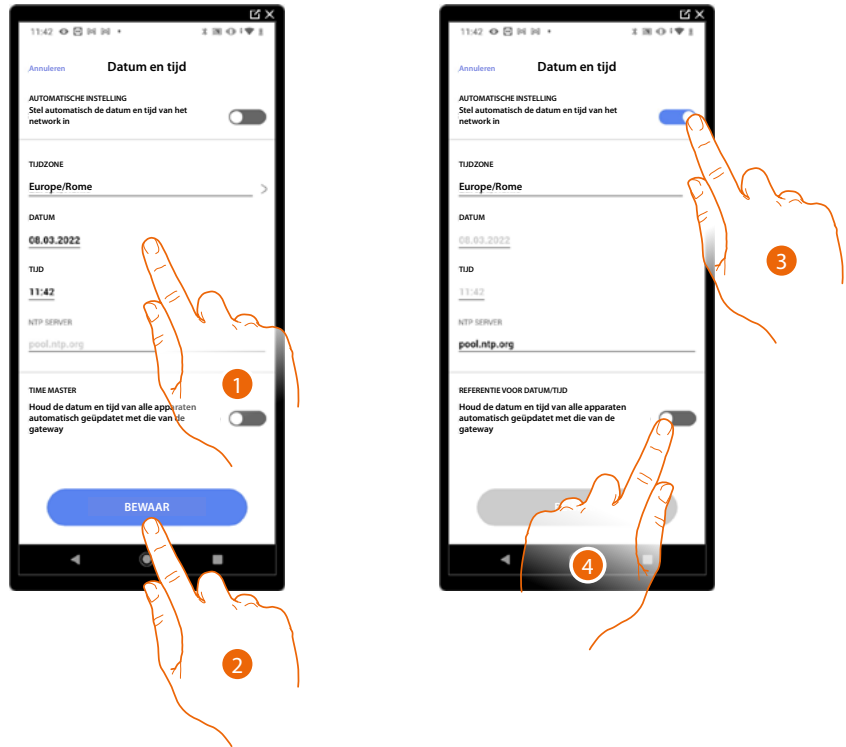 11:42
Annuleren
Datum en tijd
AUTOMATISCHE INSTELLING
Stel automatisch de datum en tijd van het
network in
TIJDZONE
Europe/Rome
DATUM
08.03.2022
TIJD
11:42
NTP SERVER
pool.ntp.org
TIME MASTER
Houd de datum en tijd van alle apparaten
automatisch geüpdatet met die van de
gateway
BEWAAR
1
2
11:42
Annuleren
Datum en tijd
AUTOMATISCHE INSTELLING
Stel automatisch de datum en tijd van het
network in
TIJDZONE
Europe/Rome
DATUM
08.03.2022
TIJD
11:42
NTP SERVER
pool.ntp.org
REFERENTIE VOOR DATUM/TIJD
Houd de datum en tijd van alle apparaten
automatisch geüpdatet met die van de
gateway
3
4